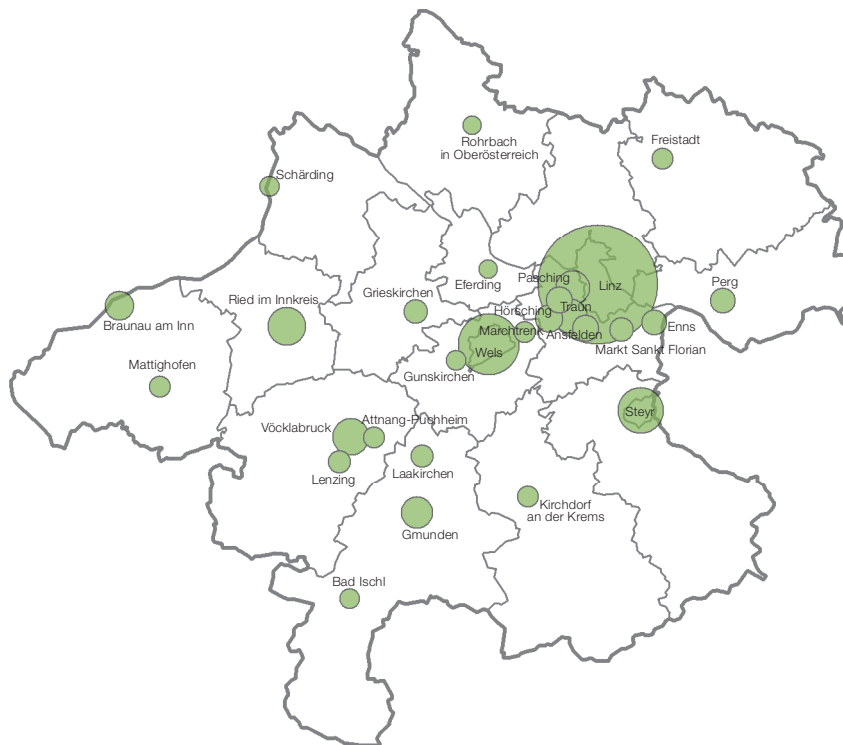 Rohrbach
in Oberösterreich
Freistadt
Schärding
Pasching
Linz
Eferding
Perg
Ried im Innkreis
Grieskirchen
Hörsching
Traun
Braunau am Inn
Marchtrenk
Ansfelden
Enns
Wels
Markt Sankt Florian
Mattighofen
Gunskirchen
Steyr
Attnang-Puchheim
Vöcklabruck
Lenzing
Laakirchen
Kirchdorf
an der Krems
Gmunden
Bad Ischl